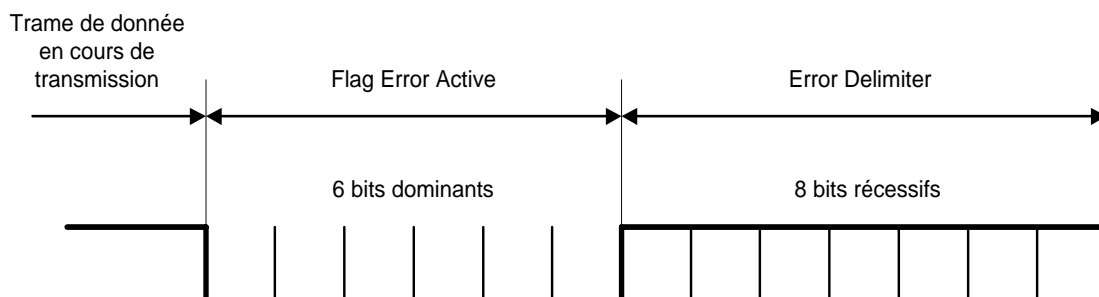 Trame de donnée
en cours de
transmission
Flag Error Active
Error Delimiter
6 bits dominants
8 bits récessifs